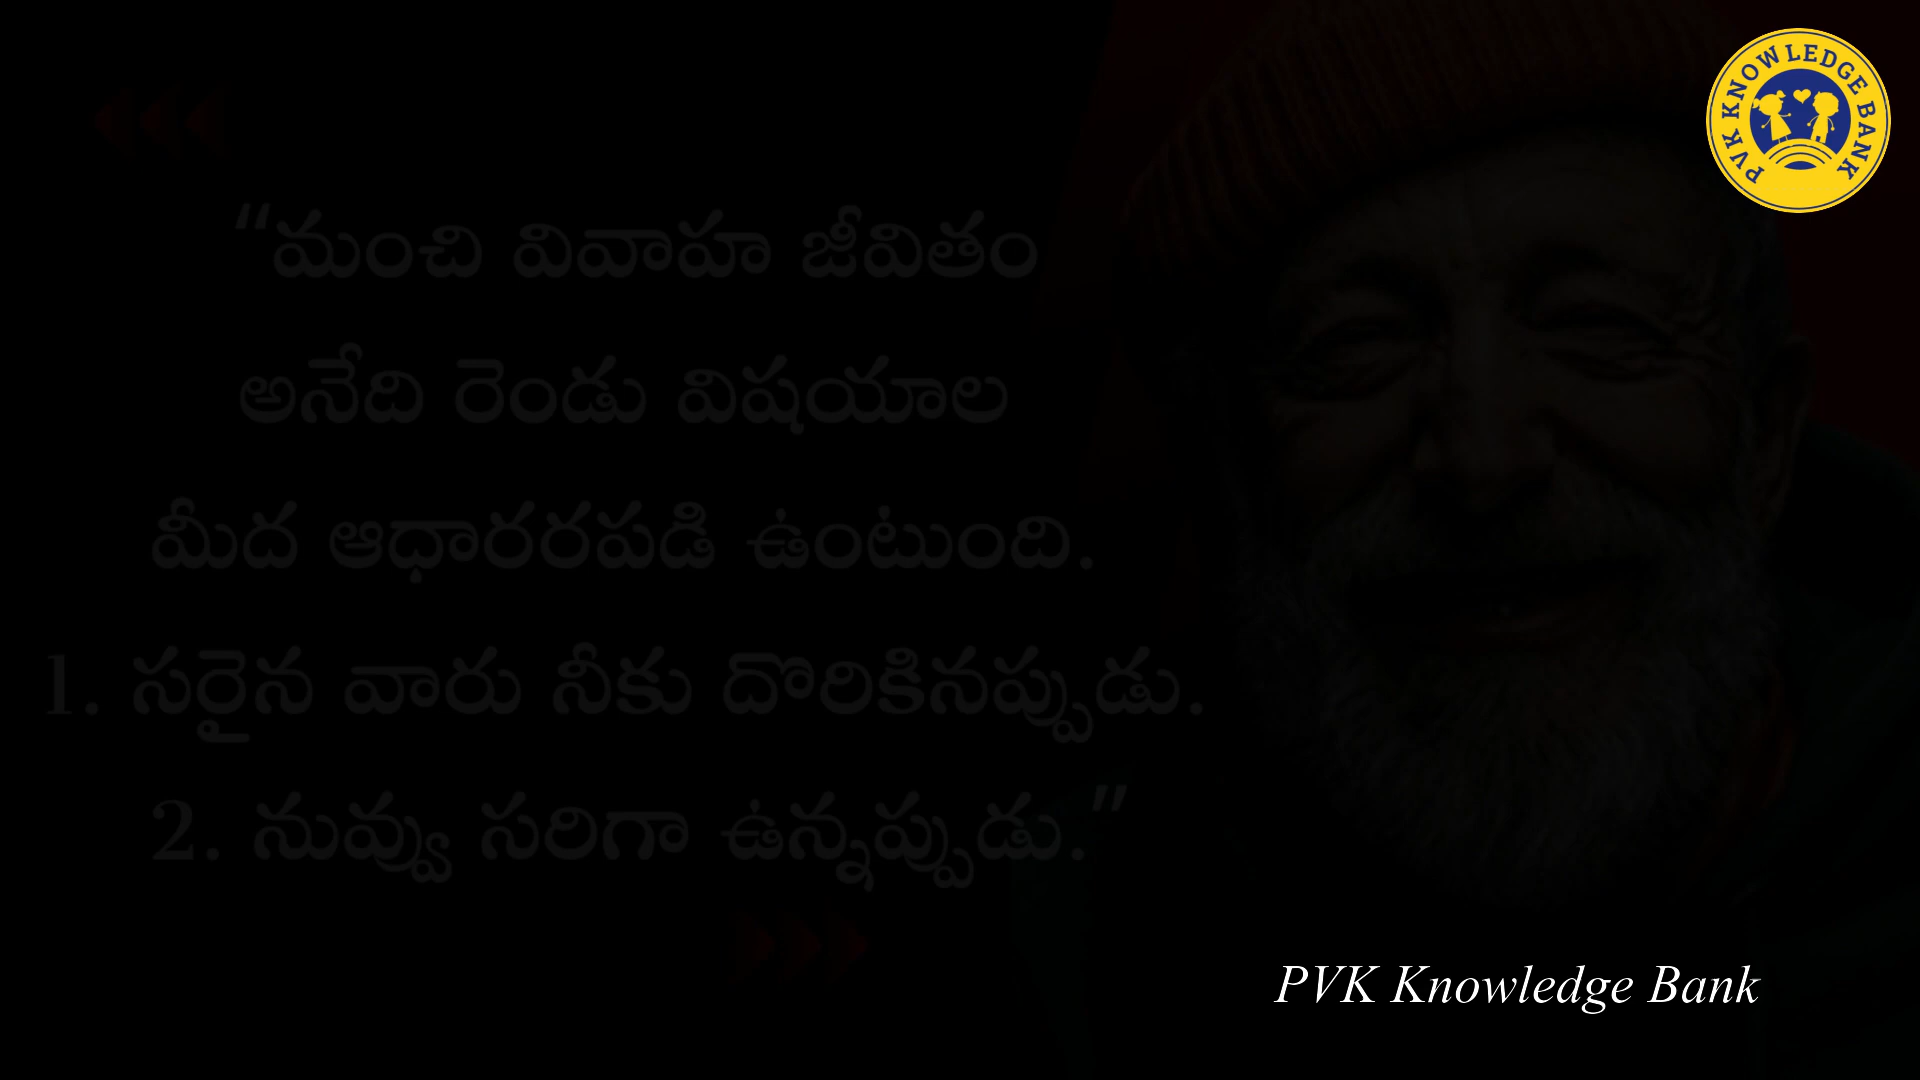 PVK KNOWLEDGE BANK
"మంచి వివాహ జీవితం
అనేది రెండు విషయాల
మీద ఆధారరపడి ఉంటుంది.
1. సరైన వారు నీకు దొరికినప్పుడు.
2. నువ్వు సరిగా ఉన్నప్పుడు."
PVK Knowledge Bank